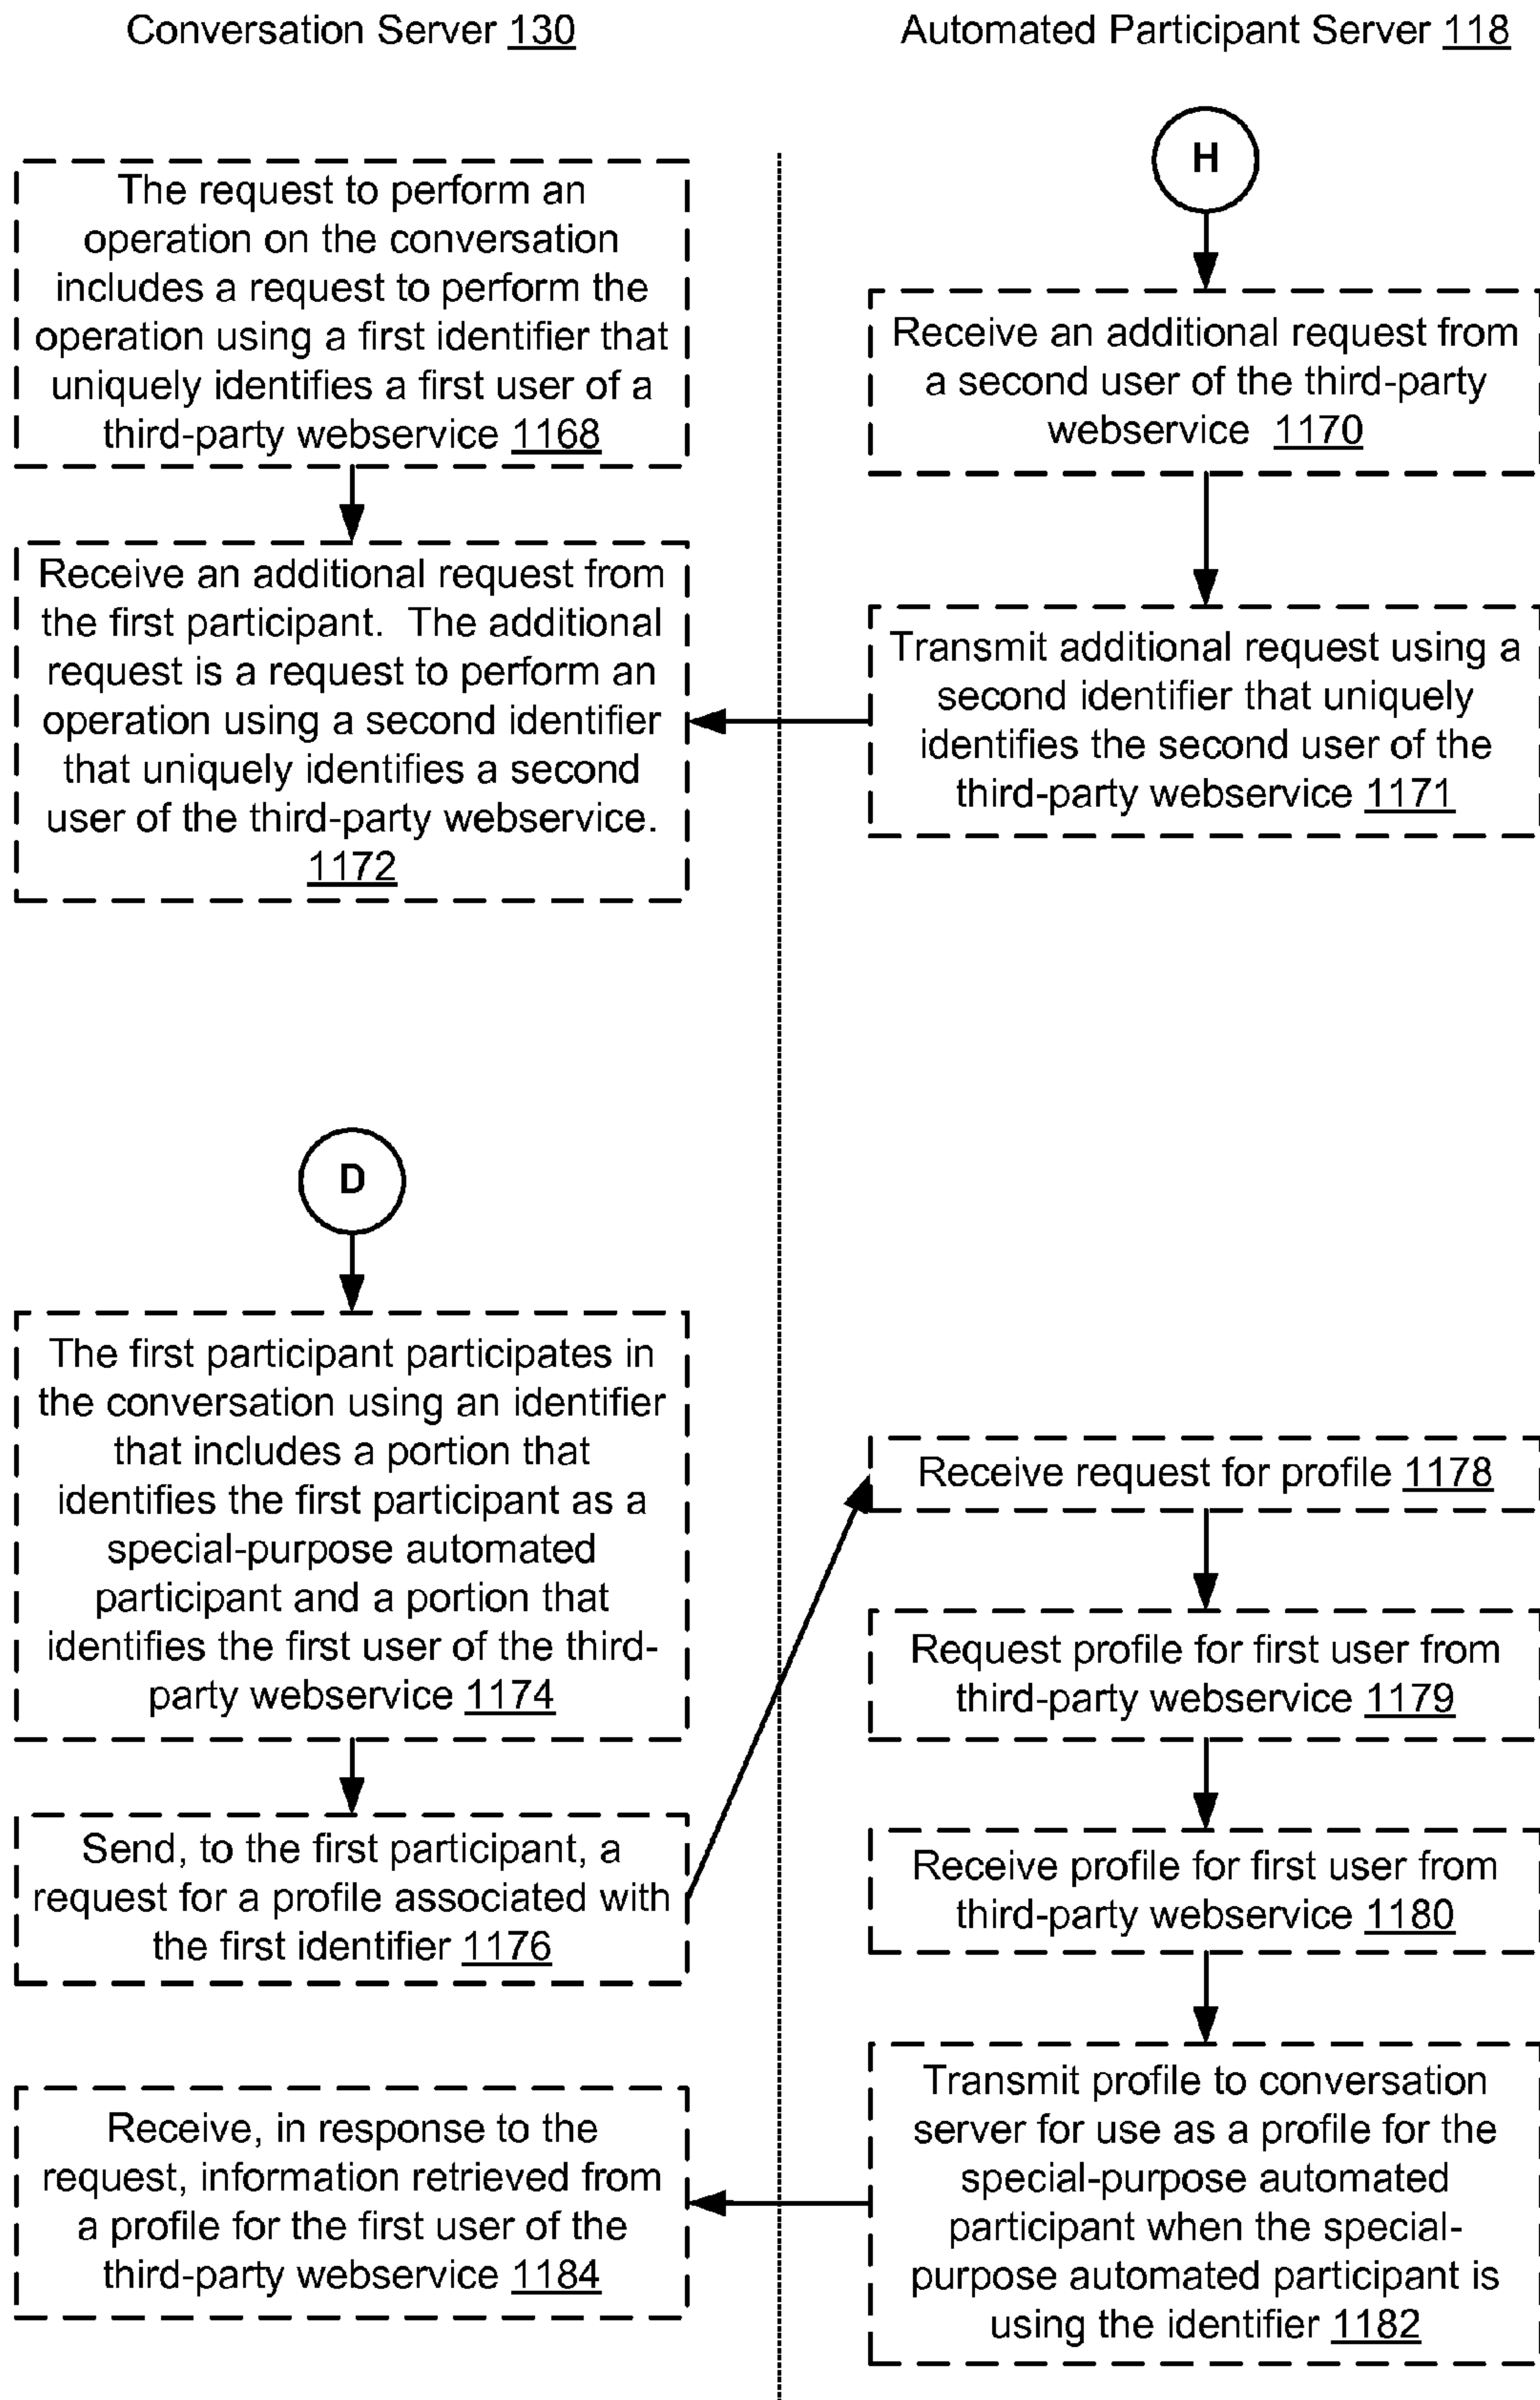 Conversation Server 130
Automated Participant Server 118
The request to perform an
operation on the conversation
includes a request to perform the
operation using a first identifier that
uniquely identifies a first user of a
third-party webservice 1168
H
Receive an additional request from
a second user of the third-party
webservice 1170
Receive an additional request from
the first participant. The additional
request is a request to perform an
operation using a second identifier
that uniquely identifies a second
user of the third-party webservice.
1172
Transmit additional request using a
second identifier that uniquely
identifies the second user of the
third-party webservice 1171
D
The first participant participates in
the conversation using an identifier
that includes a portion that
identifies the first participant as a
special-purpose automated
participant and a portion that
identifies the first user of the third-
party webservice 1174
Receive request for profile 1178
Request profile for first user from
third-party webservice 1179
Send, to the first participant, a
request for a profile associated with
the first identifier 1176
Receive profile for first user from
third-party webservice 1180
Receive, in response to the
request, information retrieved from
a profile for the first user of the
third-party webservice 1184
Transmit profile to conversation
server for use as a profile for the
special-purpose automated
participant when the special-
purpose automated participant is
using the identifier 1182